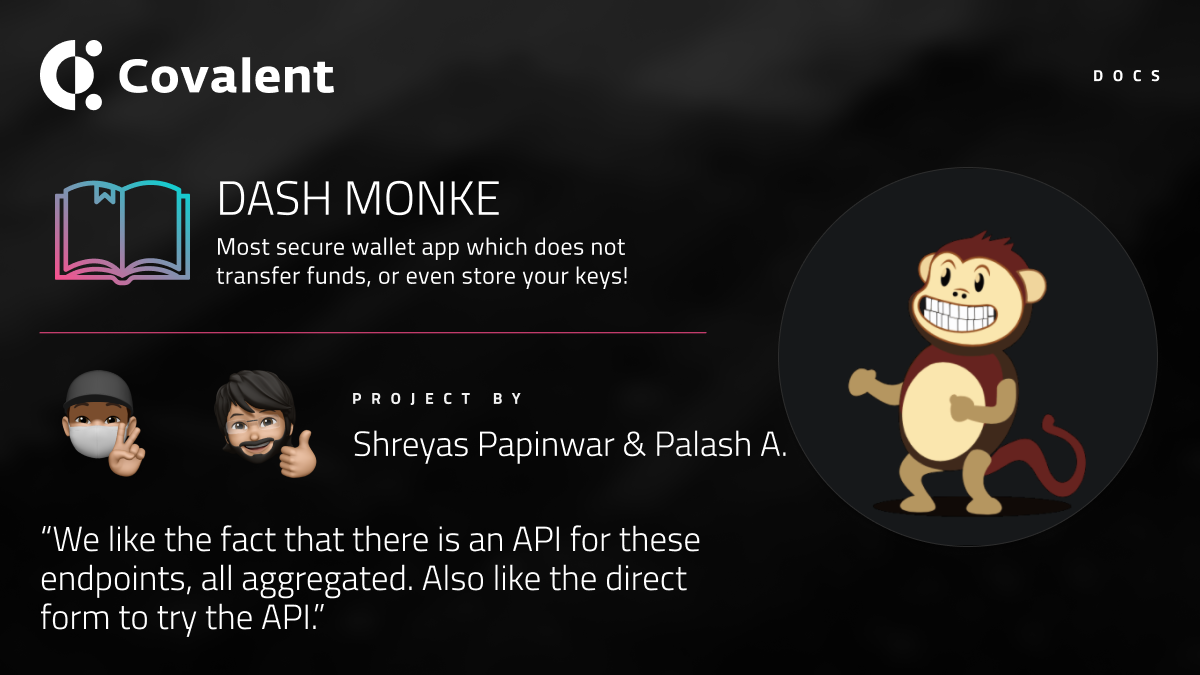 Covalent
DOCS
DASH MONKE
Most secure wallet app which does not
transfer funds, or even store your keys!
PROJECT BY
Shreyas Papinwar & Palash A.
“We like the fact that there is an API for these
endpoints, all aggregated. Also like the direct
form to try the API.”